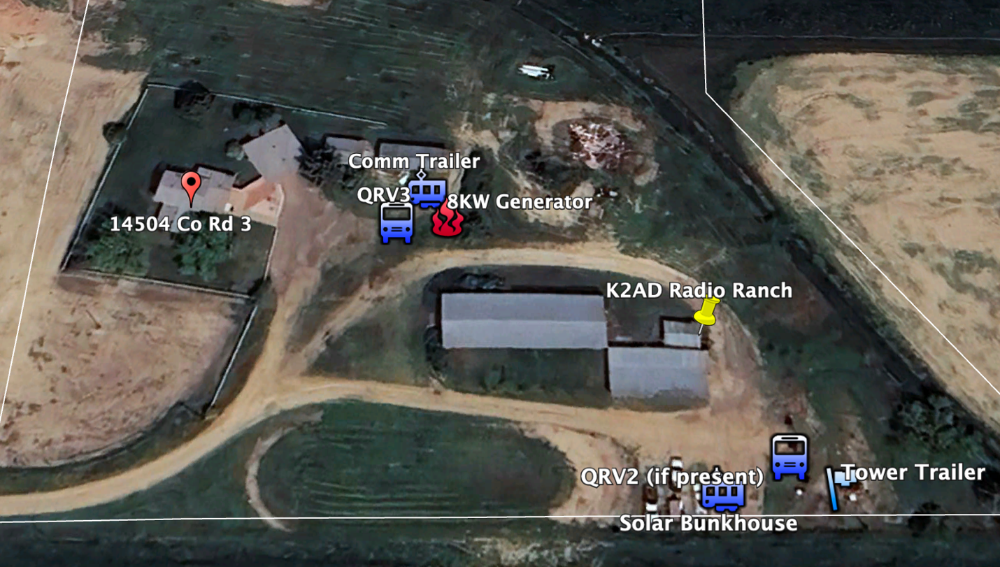 Comm Trailer
QRV3
8KW Generator
14504 Co Rd 3
K2AD Radio Ranch
QRV2 (if present)
Tower Trailer
Solar Bunkhouse